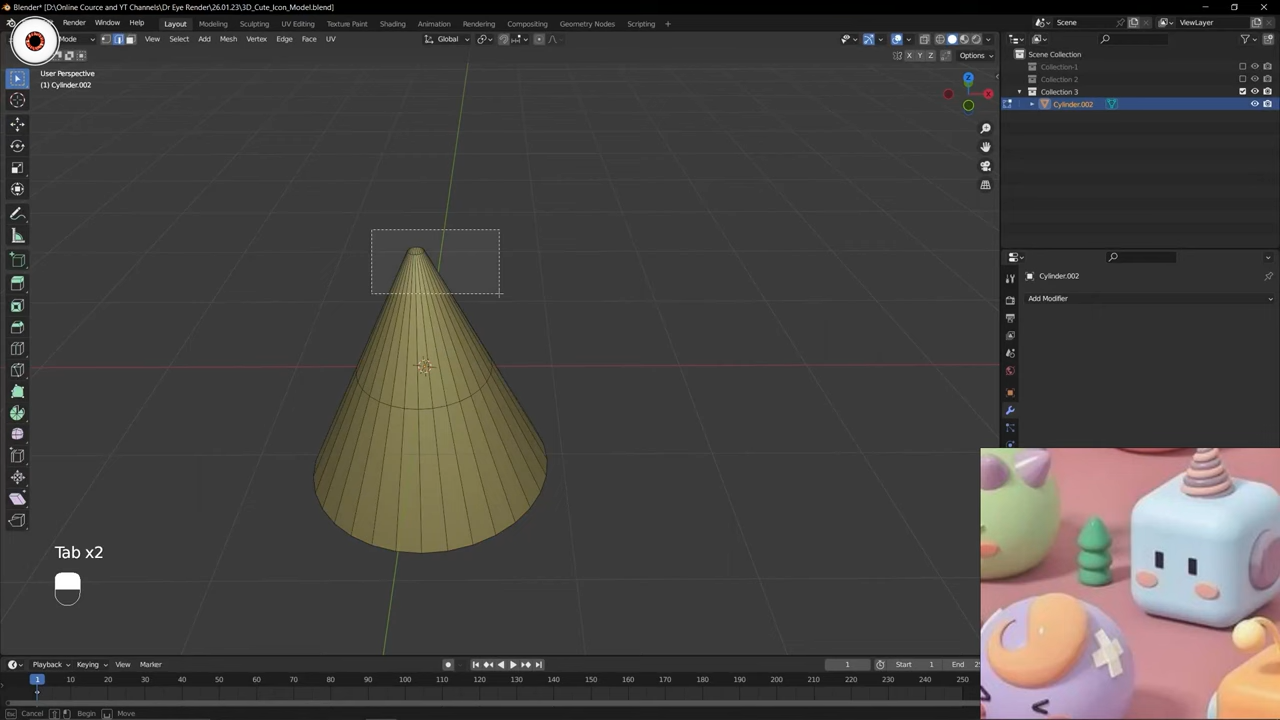 Blender* [D:\Online Cource and YT Channels\Dr Eye Render\26.01.23\3D_Cute_Icon_Model.blend]
Render Window Help Layout Modeling Sculpting UV Editing Texture Paint Shading Animation Rendering Compositing Geometry Nodes Scripting + Scene ViewLayer
Mode View Select Add Mesh Vertex Edge Face UV Global
X Y Z Options
User Perspective
(1) Cylinder.002
Scene Collection
Collection-1
Collection 2
Collection 3
Cylinder.002
Z
X
Cylinder.002
Add Modifier
Tab x2
Playback Keying View Marker 1 Start 1 End
1 10 20 30 40 50 60 70 80 90 100 110 120 130 140 150 160 170 180 190 200 210 220 230 240 250
Cancel Begin Move